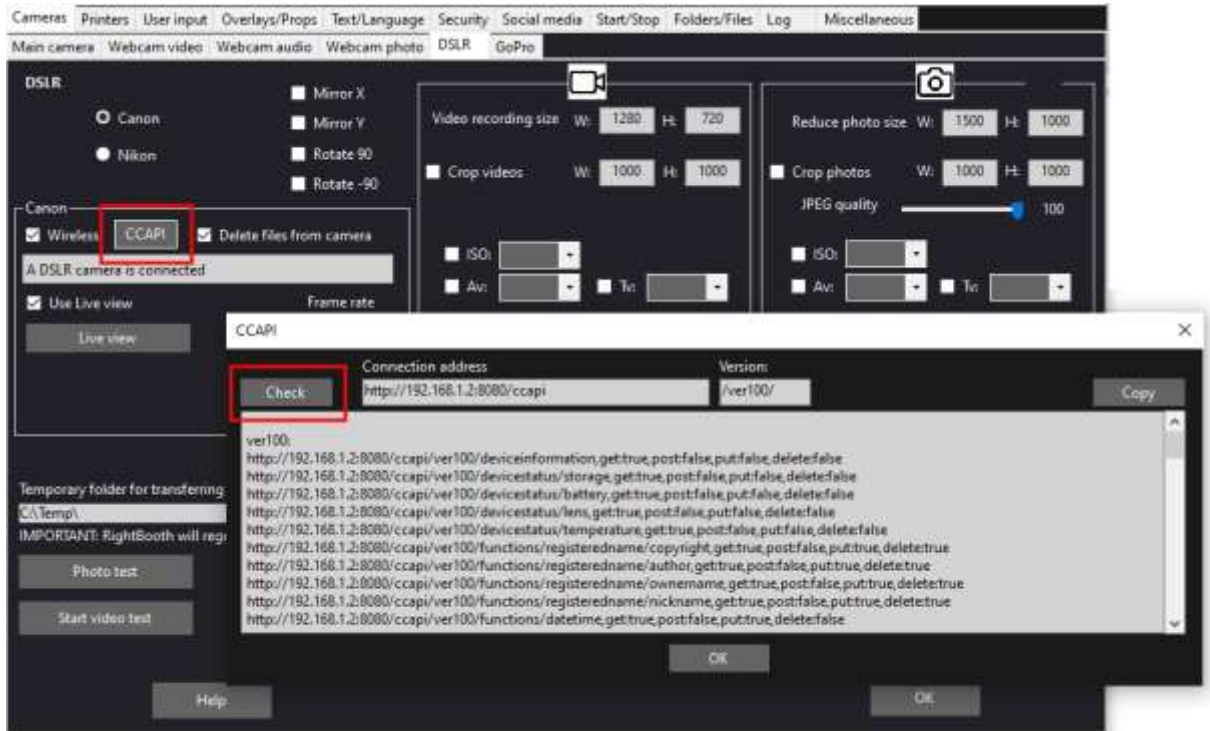 Cameras Printers User input Overlays/Props Text/Language Security Social media Start/Stop Folders/Files Log Miscellaneous
Main camera Webcam video Webcam audio Webcam photo DSLR GoPro
DSLR
Canon
Nikon
Mirror X
Mirror Y
Rotate 90
Rotate -90
Video recording size W: 1280 H: 720
Crop videos W: 1000 H: 1000
ISO:
Av: Tv:
Reduce photo size W: 1500 H: 1000
Crop photos W: 1000 H: 1000
JPEG quality 100
ISO:
Av: Tv:
Canon
Wireless CCAPI Delete files from camera
A DSLR camera is connected
Use Live view Frame rate
Live view
CCAPI
Connection address Version:
Check http://192.168.1.2:8080/ccapi /ver100/ Copy
ver100:
http://192.168.1.2:8080/ccapi/ver100/deviceinformation,get:true,post:false,put:false,delete:false
http://192.168.1.2:8080/ccapi/ver100/devicestatus/storage,get:true,post:false,put:false,delete:false
http://192.168.1.2:8080/ccapi/ver100/devicestatus/battery,get:true,post:false,put:false,delete:false
http://192.168.1.2:8080/ccapi/ver100/devicestatus/lens,get:true,post:false,put:false,delete:false
http://192.168.1.2:8080/ccapi/ver100/devicestatus/temperature,get:true,post:false,put:false,delete:false
http://192.168.1.2:8080/ccapi/ver100/functions/registeredname/copyright,get:true,post:false,put:true,delete:true
http://192.168.1.2:8080/ccapi/ver100/functions/registeredname/author,get:true,post:false,put:true,delete:true
http://192.168.1.2:8080/ccapi/ver100/functions/registeredname/ownername,get:true,post:false,put:true,delete:true
http://192.168.1.2:8080/ccapi/ver100/functions/registeredname/nickname,get:true,post:false,put:true,delete:true
http://192.168.1.2:8080/ccapi/ver100/functions/datetime,get:true,post:false,put:true,delete:false
OK
Temporary folder for transferring
C:\Temp\
IMPORTANT: RightBooth will reg
Photo test
Start video test
Help
OK